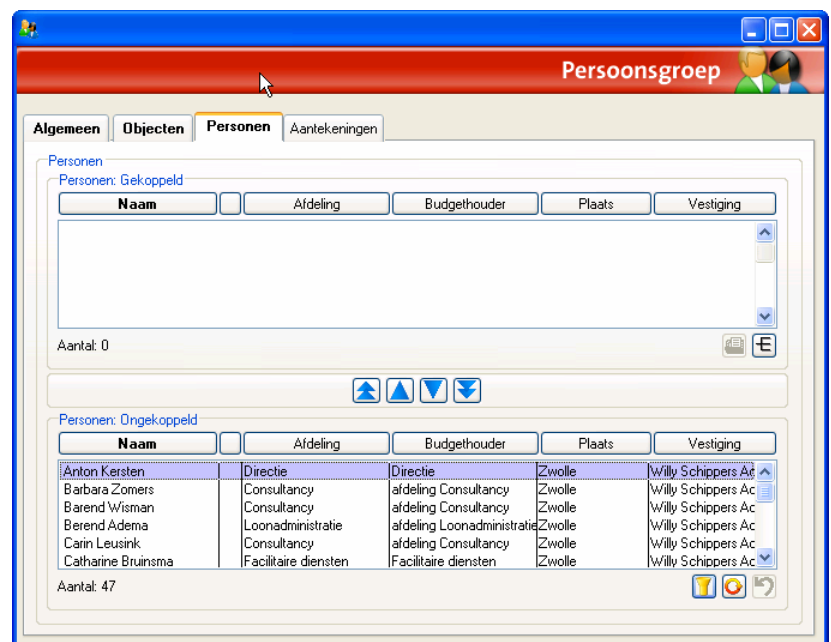 Persoonsgroep
Algemeen Objecten Personen Aantekeningen
Personen
Personen: Gekoppeld
Naam Afdeling Budgethouder Plaats Vestiging
Aantal: 0
Personen: Ongekoppeld
Naam Afdeling Budgethouder Plaats Vestiging
Anton Kersten Directie Directie Zwolle Willy Schippers Ad
Barbara Zomers Consultancy afdeling Consultancy Zwolle Willy Schippers Ac
Barend Wisman Consultancy afdeling Consultancy Zwolle Willy Schippers Ac
Berend Adema Loonadministratie afdeling Loonadministratie Zwolle Willy Schippers Ac
Carin Leusink Consultancy afdeling Consultancy Zwolle Willy Schippers Ac
Catharine Bruinsma Facilitaire diensten Facilitaire diensten Zwolle Willy Schippers Ac
Aantal: 47